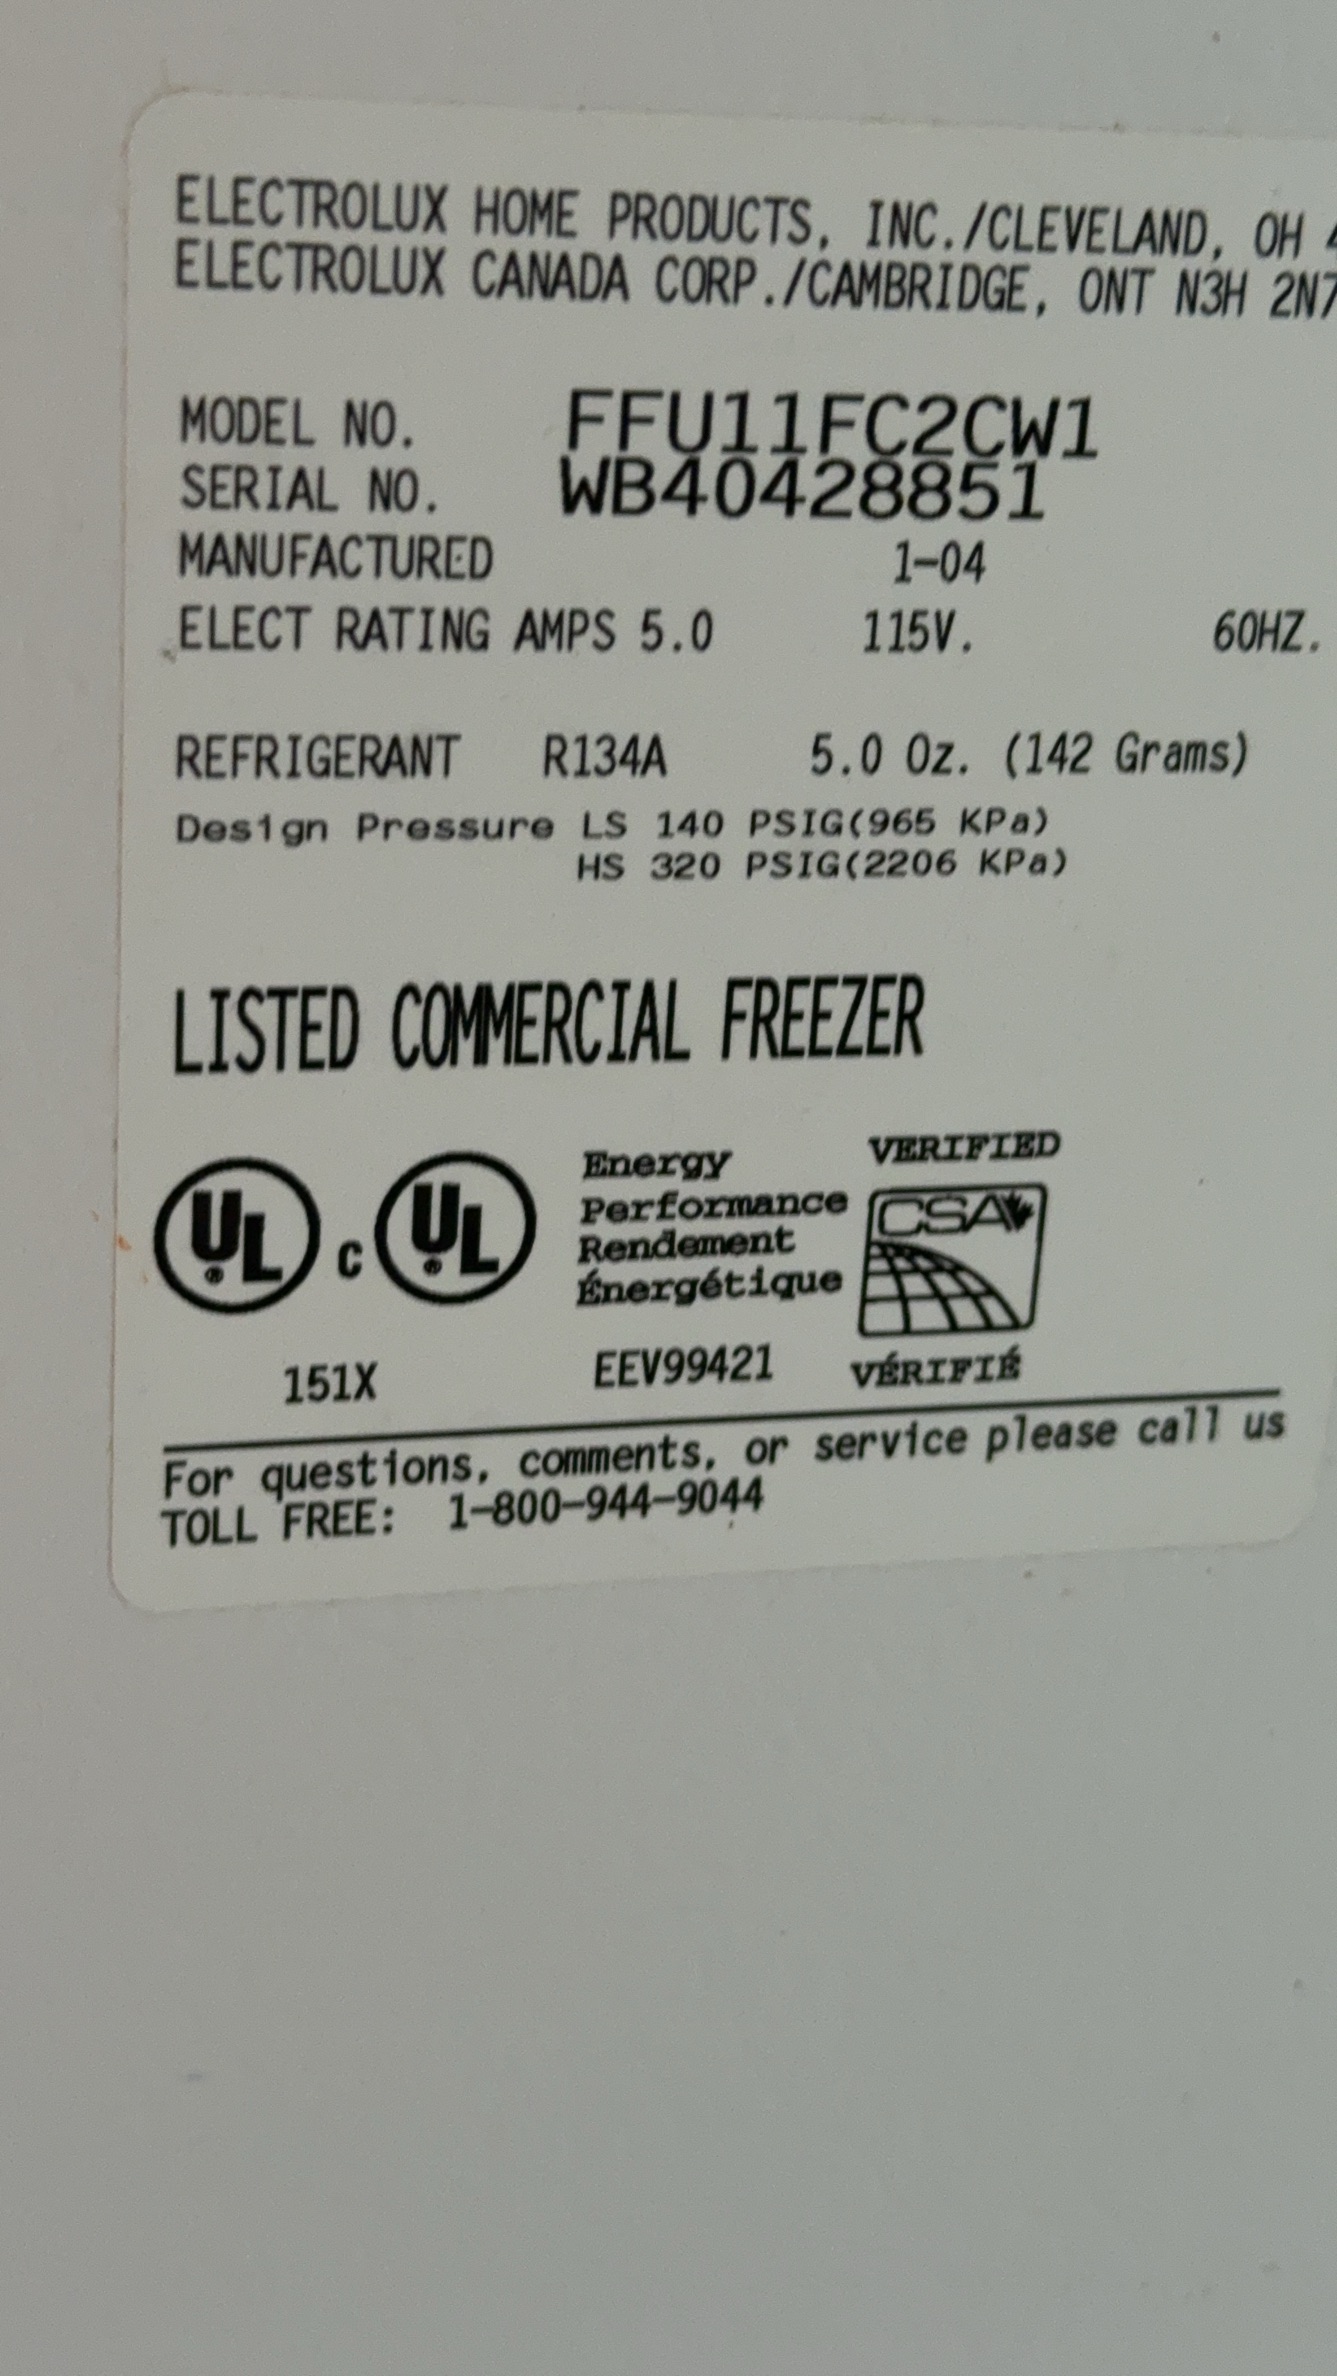 ELECTROLUX HOME PRODUCTS, INC./CLEVELAND, OH
ELECTROLUX CANADA CORP./CAMBRIDGE, ONT N3H 2N7
MODEL NO. FFU11FC2CW1
SERIAL NO. WB40428851
MANUFACTURED 1-04
ELECT RATING AMPS 5.0 115V. 60HZ.
REFRIGERANT R134A 5.0 Oz. (142 Grams)
Design Pressure LS 140 PSIG(965 KPa)
HS 320 PSIG(2206 KPa)
LISTED COMMERCIAL FREEZER
UL ® c UL ®
151X
Energy
Performance
Rendement
Énergétique
EEV99421
VERIFIED
CSA
VÉRIFIÉ
For questions, comments, or service please call us
TOLL FREE: 1-800-944-9044